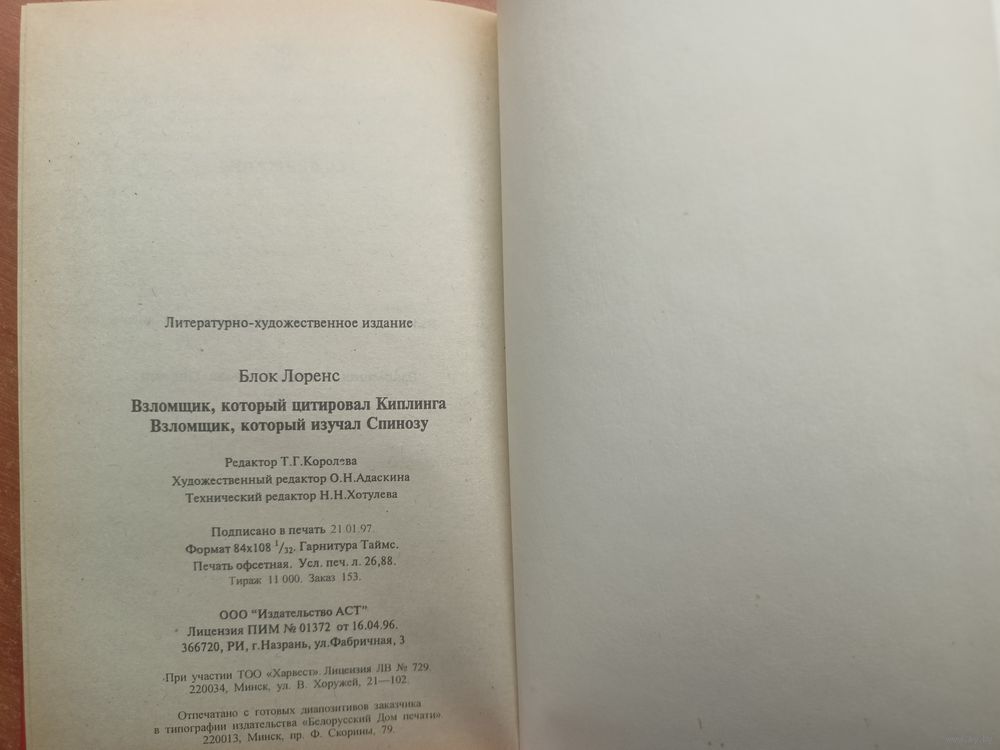 Литературно-художественное издание
Блок Лоренс
Взломщик, который цитировал Киплинга
Взломщик, который изучал Спинозу
Редактор Т.Г.Королева
Художественный редактор О.Н.Адаскина
Технический редактор Н.Н.Хотулева
Подписано в печать 21.01.97.
Формат 84х108 1/32. Гарнитура Таймс.
Печать офсетная. Усл. печ. л. 26,88.
Тираж 11 000. Заказ 153.
ООО "Издательство АСТ"
Лицензия ПИМ № 01372 от 16.04.96.
366720, РИ, г.Назрань, ул.Фабричная, 3
При участии ТОО «Харвест». Лицензия ЛВ № 729.
220034, Минск, ул. В. Хоружей, 21—102.
Отпечатано с готовых диапозитивов заказчика
в типографии издательства «Белорусский Дом печати».
220013, Минск, пр. Ф. Скорины, 79.